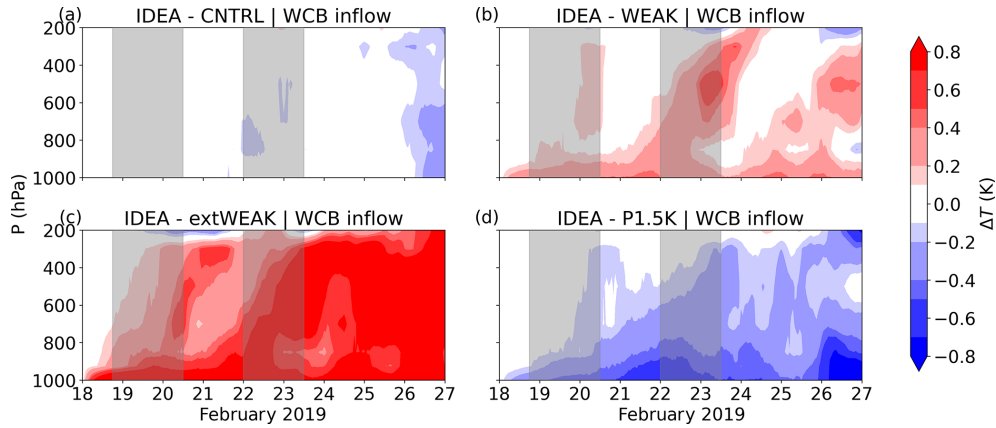 (a) IDEA - CNTRL | WCB inflow
(b) IDEA - WEAK | WCB inflow
200
400
600
800
1000
(c) IDEA - extWEAK | WCB inflow
(d) IDEA - P1.5K | WCB inflow
200
400
600
800
1000
P (hPa)
18 19 20 21 22 23 24 25 26 27
February 2019
18 19 20 21 22 23 24 25 26 27
February 2019
0.8
0.6
0.4
0.2
0.0
−0.2
−0.4
−0.6
−0.8
ΔT (K)